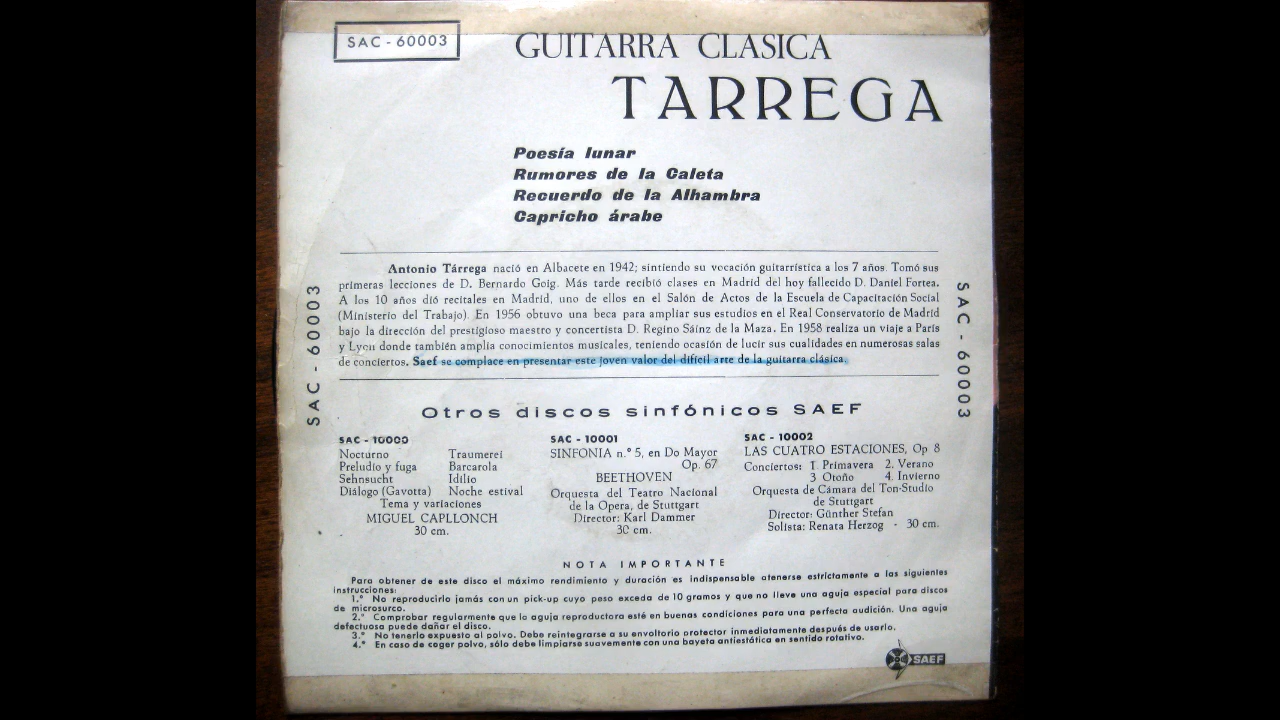 SAC - 60003
GUITARRA CLASICA
TARREGA
Poesía lunar
Rumores de la Caleta
Recuerdo de la Alhambra
Capricho árabe
Antonio Tárrega nació en Albacete en 1942; sintiendo su vocación guitarrística a los 7 años. Tomó sus
primeras lecciones de D. Bernardo Goig. Más tarde recibió clases en Madrid del hoy fallecido D. Daniel Fortea.
A los 10 años dió recitales en Madrid, uno de ellos en el Salón de Actos de la Escuela de Capacitación Social
(Ministerio del Trabajo). En 1956 obtuvo una beca para ampliar sus estudios en el Real Conservatorio de Madrid
bajo la dirección del prestigioso maestro y concertista D. Regino Sáinz de la Maza. En 1958 realiza un viaje a París
y Lyon donde también amplía conocimientos musicales, teniendo ocasión de lucir sus cualidades en numerosas salas
de conciertos. Saef se complace en presentar este joven valor del difícil arte de la guitarra clásica.
SAC - 60003
SAC - 60003
Otros discos sinfónicos SAEF
SAC - 10000
Nocturno Traumerei
Preludio y fuga Barcarola
Sehnsucht Idilio
Diálogo (Gavotta) Noche estival
Tema y variaciones
MIGUEL CAPLLONCH
30 cm.
SAC - 10001
SINFONIA n.º 5, en Do Mayor
Op. 67
BEETHOVEN
Orquesta del Teatro Nacional
de la Opera, de Stuttgart
Director: Karl Dammer
30 cm.
SAC - 10002
LAS CUATRO ESTACIONES, Op 8
Conciertos: 1 Primavera 2. Verano
3 Otoño 4. Invierno
Orquesta de Cámara del Ton-Studio
de Stuttgart
Director: Günther Stefan
Solista: Renata Herzog - 30 cm.
NOTA IMPORTANTE
Para obtener de este disco el máximo rendimiento y duración es indispensable atenerse estrictamente a las siguientes
instrucciones:
1.º No reproducirlo jamás con un pick-up cuyo peso exceda de 10 gramos y que no lleve una aguja especial para discos
de microsurco.
2.º Comprobar regularmente que la aguja reproductora esté en buenas condiciones para una perfecta audición. Una aguja
defectuosa puede dañar el disco.
3.º No tenerlo expuesto al polvo. Debe reintegrarse a su envoltorio protector inmediatamente después de usarlo.
4.º En caso de coger polvo, sólo debe limpiarse suavemente con una bayeta antiestática en sentido rotativo.
SAEF